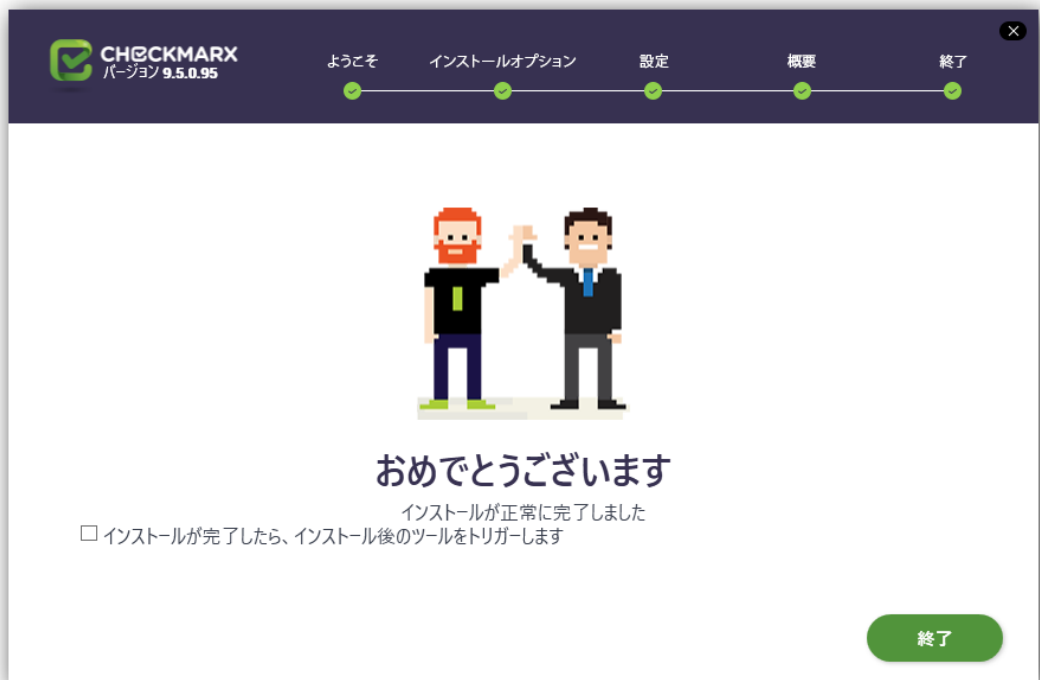 CHECKMARX
バージョン 9.5.0.95
ようこそ
インストールオプション
設定
概要
終了
おめでとうございます
インストールが正常に完了しました
インストールが完了したら、インストール後のツールをトリガーします
終了